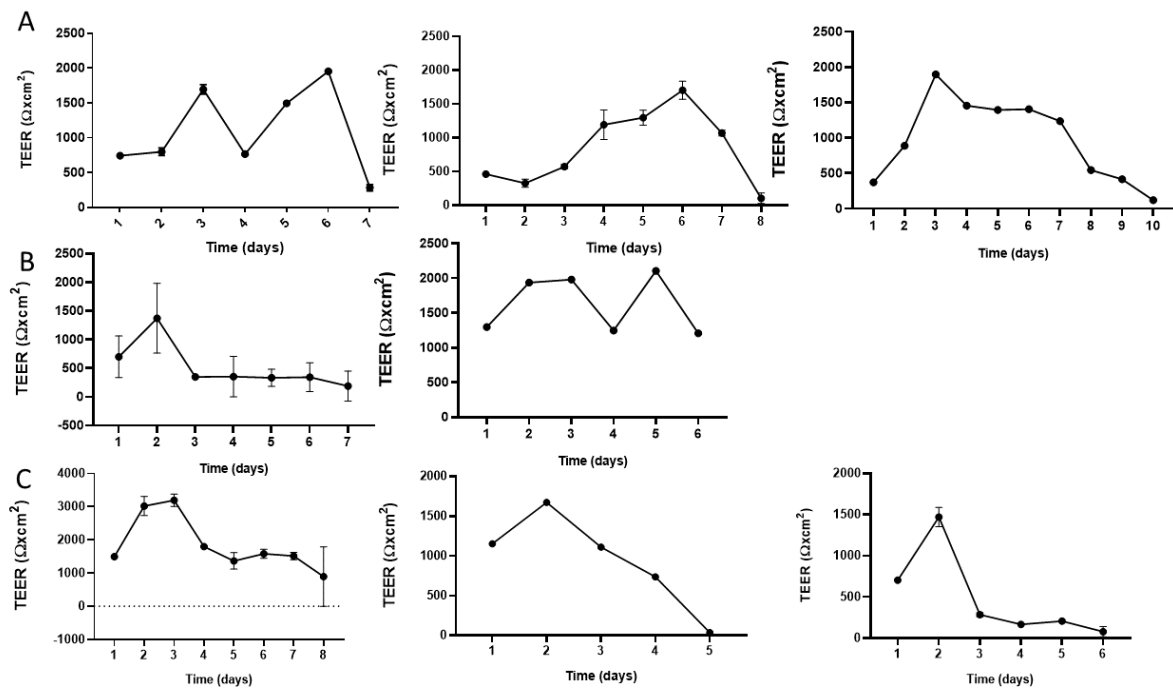 A
TEER (Ωxcm²)
2500
2000
1500
1000
500
0
1 2 3 4 5 6 7
Time (days)
TEER (Ωxcm²)
2500
2000
1500
1000
500
0
1 2 3 4 5 6 7 8
Time (days)
TEER (Ωxcm²)
2500
2000
1500
1000
500
0
1 2 3 4 5 6 7 8 9 10
Time (days)
B
TEER (Ωxcm²)
2500
2000
1500
1000
500
0
-500
1 2 3 4 5 6 7
Time (days)
TEER (Ωxcm²)
2500
2000
1500
1000
500
0
1 2 3 4 5 6
Time (days)
C
TEER (Ωxcm²)
4000
3000
2000
1000
0
-1000
1 2 3 4 5 6 7 8
Time (days)
TEER (Ωxcm²)
2000
1500
1000
500
0
1 2 3 4 5
Time (days)
TEER (Ωxcm²)
2000
1500
1000
500
0
1 2 3 4 5 6
Time (days)